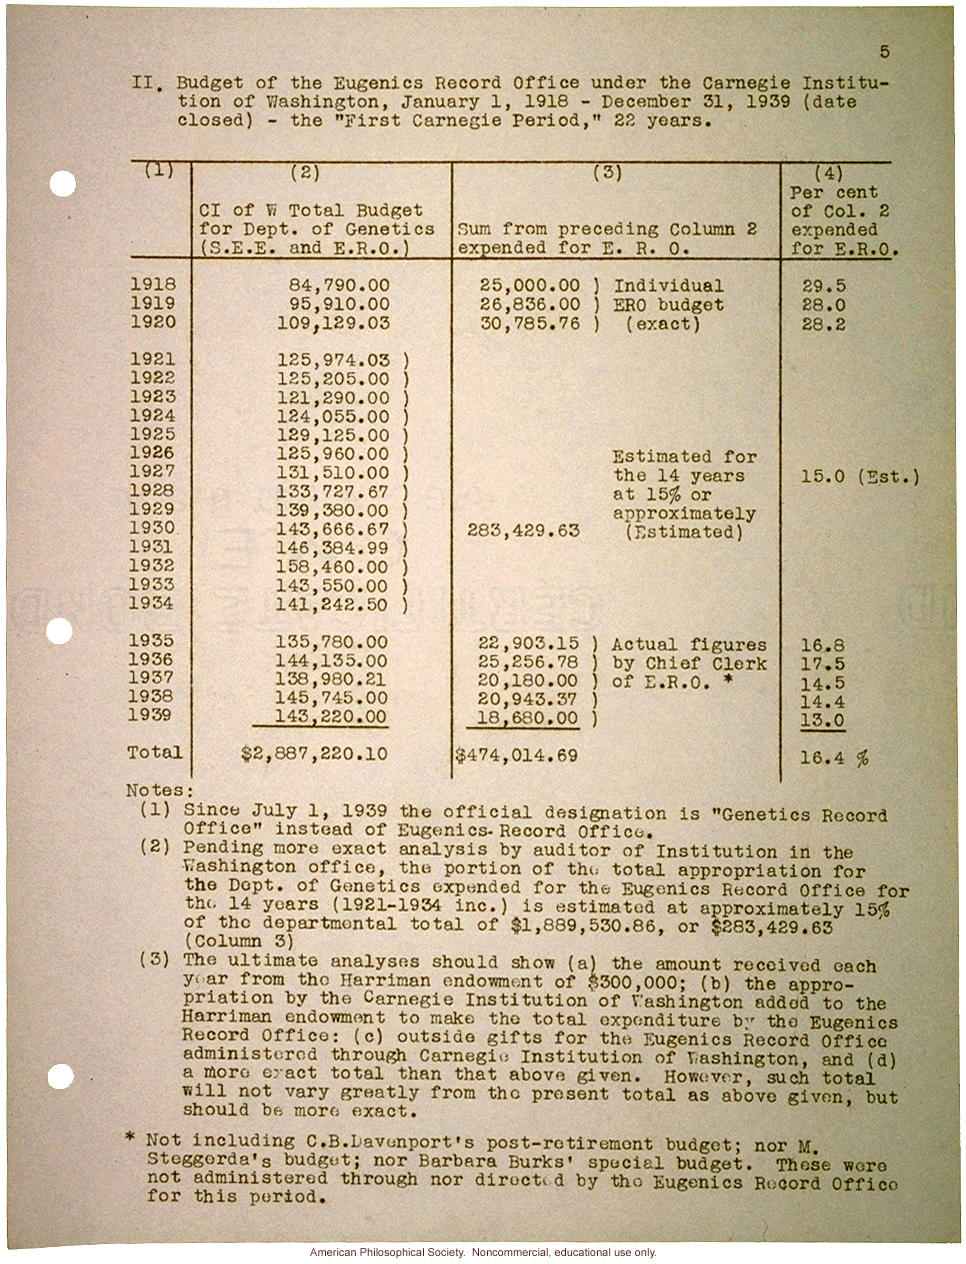 5
II. Budget of the Eugenics Record Office under the Carnegie Institu-
tion of Washington, January 1, 1918 - December 31, 1939 (date
closed) - the "First Carnegie Period," 22 years.
(1) (2) (3) (4)
Per cent
CI of W Total Budget of Col. 2
for Dept. of Genetics Sum from preceding Column 2 expended
(S.E.E. and E.R.O.) expended for E. R. O. for E.R.O.
1918 84,790.00 25,000.00 ) Individual 29.5
1919 95,910.00 26,836.00 ) ERO budget 28.0
1920 109,129.03 30,785.76 ) (exact) 28.2
1921 125,974.03 )
1922 125,205.00 )
1923 121,290.00 )
1924 124,055.00 )
1925 129,125.00 )
1926 125,960.00 ) Estimated for
1927 131,510.00 ) the 14 years 15.0 (Est.)
1928 133,727.67 ) at 15% or
1929 139,380.00 ) approximately
1930 143,666.67 ) 283,429.63 (Estimated)
1931 146,384.99 )
1932 158,460.00 )
1933 143,550.00 )
1934 141,242.50 )
1935 135,780.00 22,903.15 ) Actual figures 16.8
1936 144,135.00 25,256.78 ) by Chief Clerk 17.5
1937 138,980.21 20,180.00 ) of E.R.O. * 14.5
1938 145,745.00 20,943.37 ) 14.4
1939 143,220.00 18,680.00 ) 13.0
Total $2,887,220.10 $474,014.69 16.4 %
Notes:
(1) Since July 1, 1939 the official designation is "Genetics Record
Office" instead of Eugenics-Record Office.
(2) Pending more exact analysis by auditor of Institution in the
Washington office, the portion of the total appropriation for
the Dept. of Genetics expended for the Eugenics Record Office for
the 14 years (1921-1934 inc.) is estimated at approximately 15%
of the departmental total of $1,889,530.86, or $283,429.63
(Column 3)
(3) The ultimate analyses should show (a) the amount received each
year from the Harriman endowment of $300,000; (b) the appro-
priation by the Carnegie Institution of Washington added to the
Harriman endowment to make the total expenditure by the Eugenics
Record Office: (c) outside gifts for the Eugenics Record Office
administered through Carnegie Institution of Washington, and (d)
a more exact total than that above given. However, such total
will not vary greatly from the present total as above given, but
should be more exact.
* Not including C.B.Davenport's post-retirement budget; nor M.
Steggerda's budget; nor Barbara Burks' special budget. These were
not administered through nor directed by the Eugenics Record Office
for this period.
American Philosophical Society. Noncommercial, educational use only.